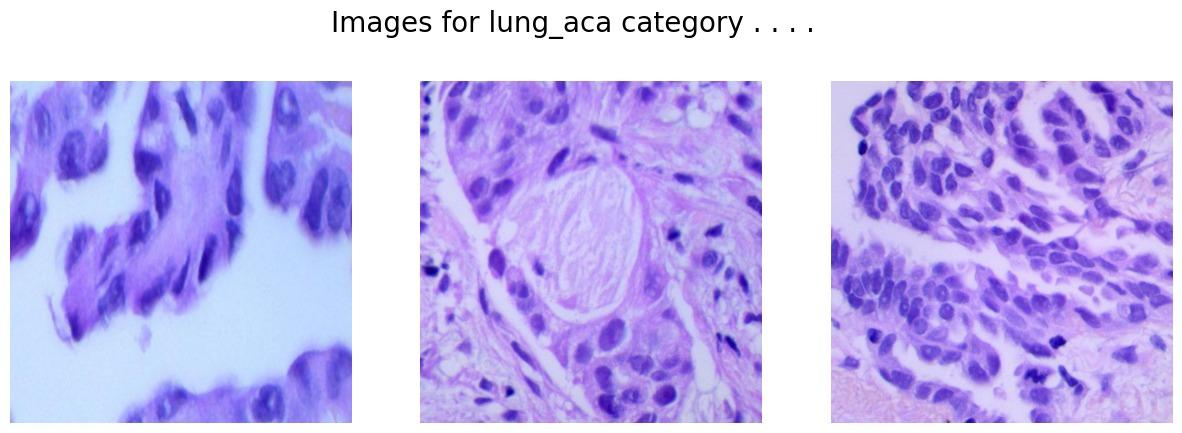 Images for lung_aca category . . . .